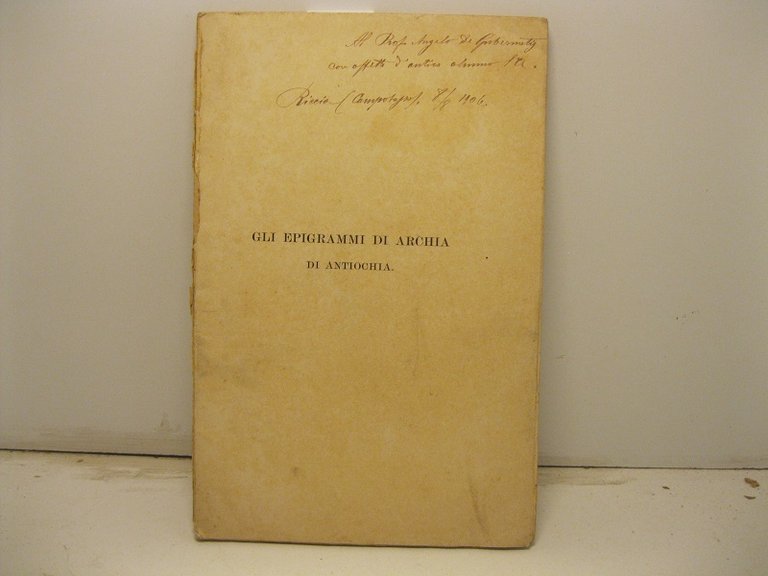 Al Prof. Angelo De Gubernatis
con affetto d'antico alunno
Riccia (Campobasso), 1906.
GLI EPIGRAMMI DI ARCHIA
DI ANTIOCHIA.